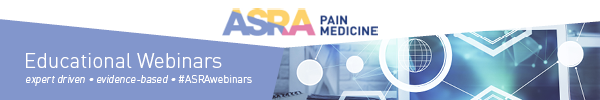 ASRA PAIN
MEDICINE
Educational Webinars
expert driven • evidence-based • #ASRAwebinars